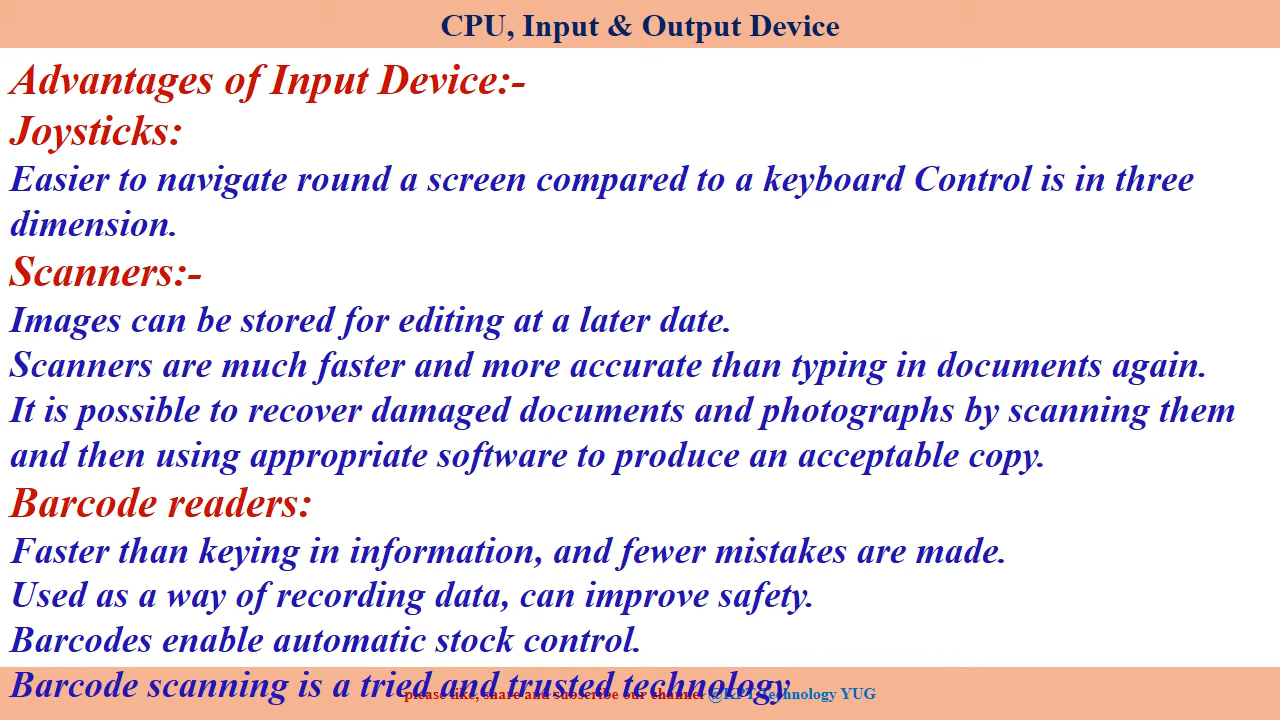 CPU, Input & Output Device
Advantages of Input Device:-
Joysticks:
Easier to navigate round a screen compared to a keyboard Control is in three
dimension.
Scanners:-
Images can be stored for editing at a later date.
Scanners are much faster and more accurate than typing in documents again.
It is possible to recover damaged documents and photographs by scanning them
and then using appropriate software to produce an acceptable copy.
Barcode readers:
Faster than keying in information, and fewer mistakes are made.
Used as a way of recording data, can improve safety.
Barcodes enable automatic stock control.
Barcode scanning is a tried and trusted technology
please like, share and subscribe our channel Technology YUG